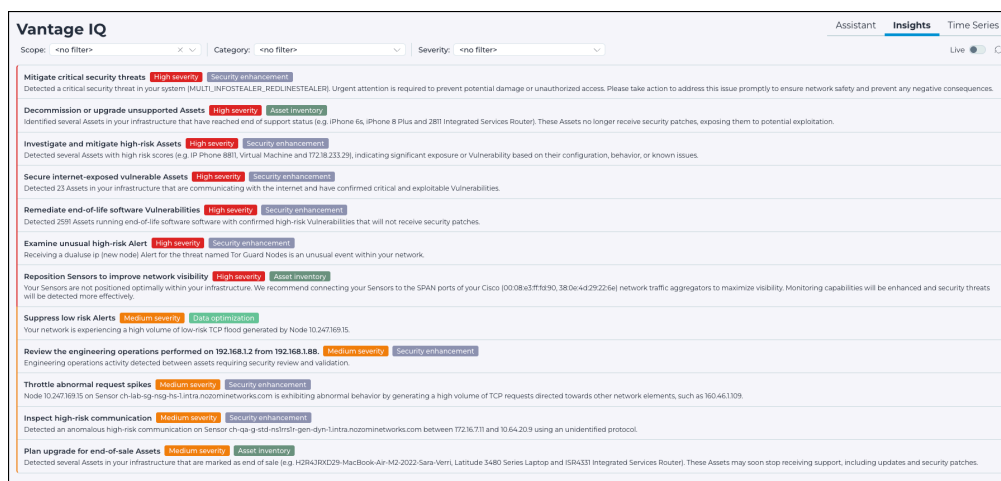 Vantage IQ
Assistant Insights Time Series
Scope: <no filter> Category: <no filter> Severity: <no filter> Live
Mitigate critical security threats High severity Security enhancement
Detected a critical security threat in your system (MULTI_INFOSTEALER_REDLINESTEALER). Urgent attention is required to prevent potential damage or unauthorized access. Please take action to address this issue promptly to ensure network safety and prevent any negative consequences.
Decommission or upgrade unsupported Assets High severity Asset inventory
Identified several Assets in your infrastructure that have reached end of support status (e.g. iPhone 6s, iPhone 8 Plus and 2811 Integrated Services Router). These Assets no longer receive security patches, exposing them to potential exploitation.
Investigate and mitigate high-risk Assets High severity Security enhancement
Detected several Assets with high risk scores (e.g. IP Phone 8811, Virtual Machine and 172.18.233.29), indicating significant exposure or Vulnerability based on their configuration, behavior, or known issues.
Secure internet-exposed vulnerable Assets High severity Security enhancement
Detected 23 Assets in your infrastructure that are communicating with the internet and have confirmed critical and exploitable Vulnerabilities.
Remediate end-of-life software Vulnerabilities High severity Security enhancement
Detected 2591 Assets running end-of-life software software with confirmed high-risk Vulnerabilities that will not receive security patches.
Examine unusual high-risk Alert High severity Security enhancement
Receiving a dualuse ip (new node) Alert for the threat named Tor Guard Nodes is an unusual event within your network.
Reposition Sensors to improve network visibility High severity Asset inventory
Your Sensors are not positioned optimally within your infrastructure. We recommend connecting your Sensors to the SPAN ports of your Cisco (00:08:e3:ff:fd:90, 38:0e:4d:29:22:6e) network traffic aggregators to maximize visibility. Monitoring capabilities will be enhanced and security threats
will be detected more effectively.
Suppress low risk Alerts Medium severity Data optimization
Your network is experiencing a high volume of low-risk TCP flood generated by Node 10.247.169.15.
Review the engineering operations performed on 192.168.1.2 from 192.168.1.88. Medium severity Security enhancement
Engineering operations activity detected between assets requiring security review and validation.
Throttle abnormal request spikes Medium severity Security enhancement
Node 10.247.169.15 on Sensor ch-lab-sg-nsg-hs-1.intra.nozominetworks.com is exhibiting abnormal behavior by generating a high volume of TCP requests directed towards other network elements, such as 160.46.1.109.
Inspect high-risk communication Medium severity Security enhancement
Detected an anomalous high-risk communication on Sensor ch-qa-g-std-ns1rrs1r-gen-dyn-1.intra.nozominetworks.com between 172.16.7.11 and 10.64.20.9 using an unidentified protocol.
Plan upgrade for end-of-sale Assets Medium severity Asset inventory
Detected several Assets in your infrastructure that are marked as end of sale (e.g. H2R4JRXD29-MacBook-Air-M2-2022-Sara-Verri, Latitude 3480 Series Laptop and ISR4331 Integrated Services Router). These Assets may soon stop receiving support, including updates and security patches.